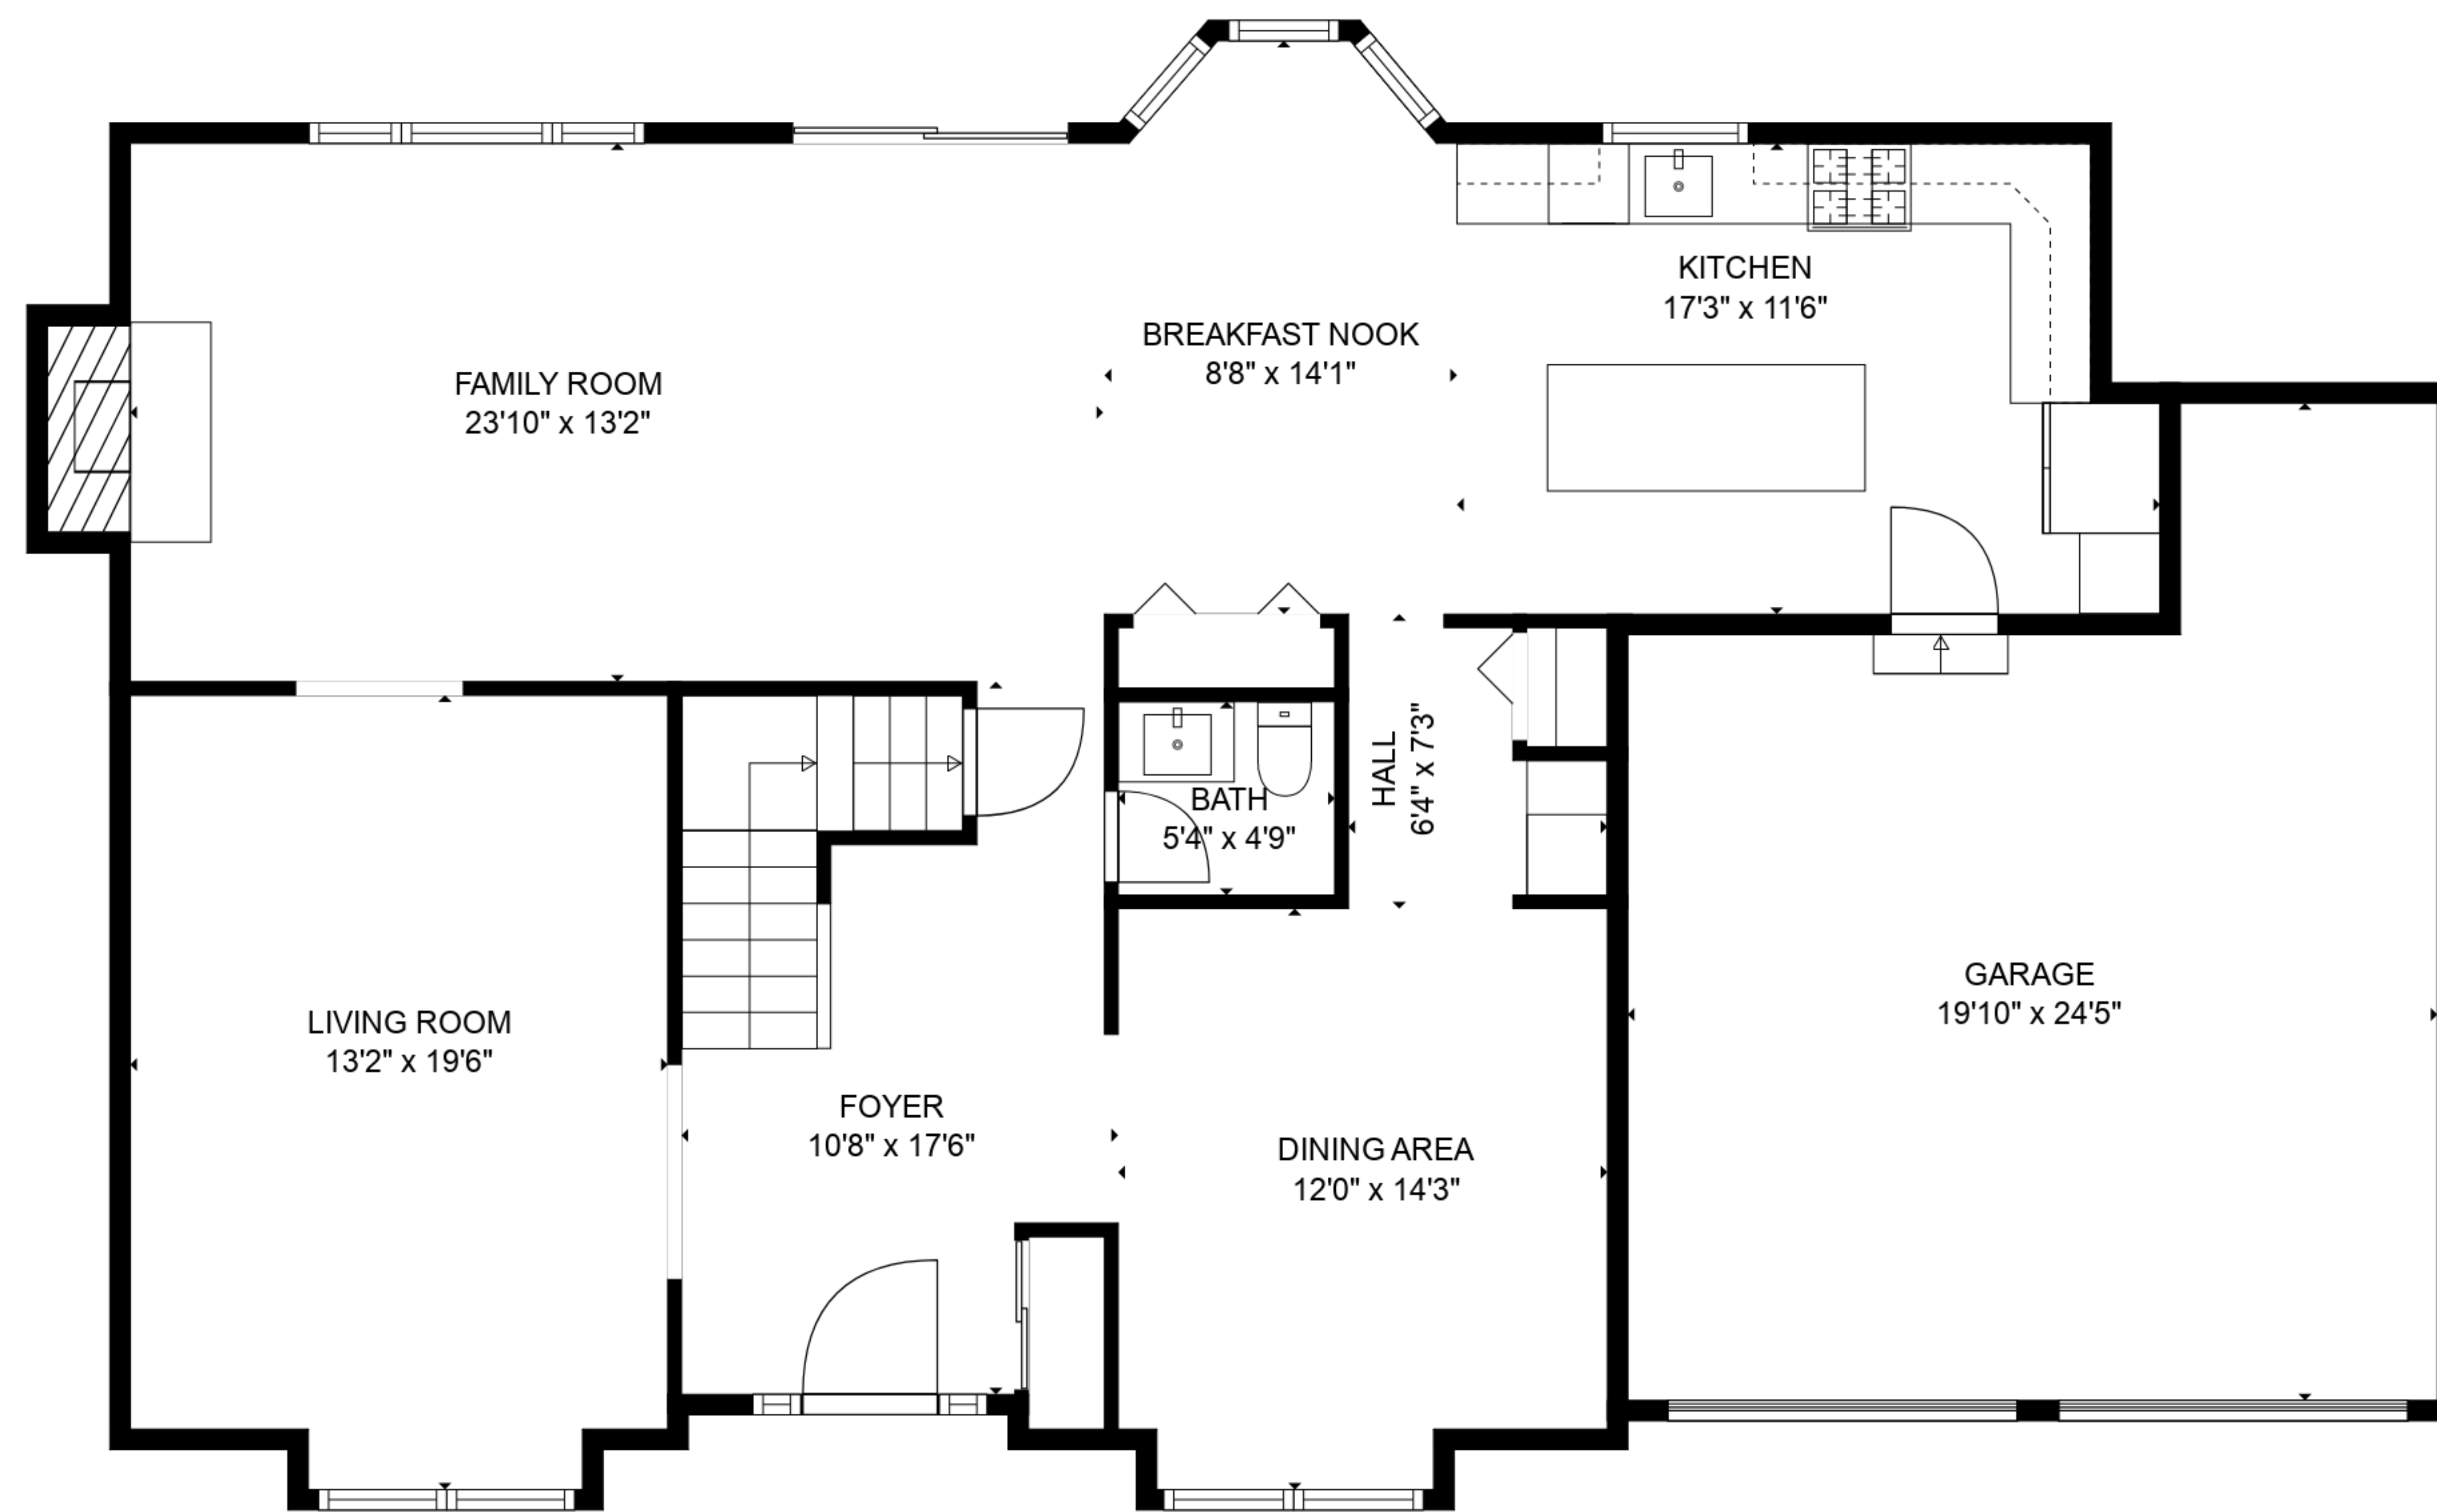 KITCHEN
17'3" x 11'6"
BREAKFAST NOOK
8'8" x 14'1"
FAMILY ROOM
23'10" x 13'2"
HALL
6'4" x 7'3"
BATH
5'4" x 4'9"
GARAGE
19'10" x 24'5"
LIVING ROOM
13'2" x 19'6"
FOYER
10'8" x 17'6"
DINING AREA
12'0" x 14'3"